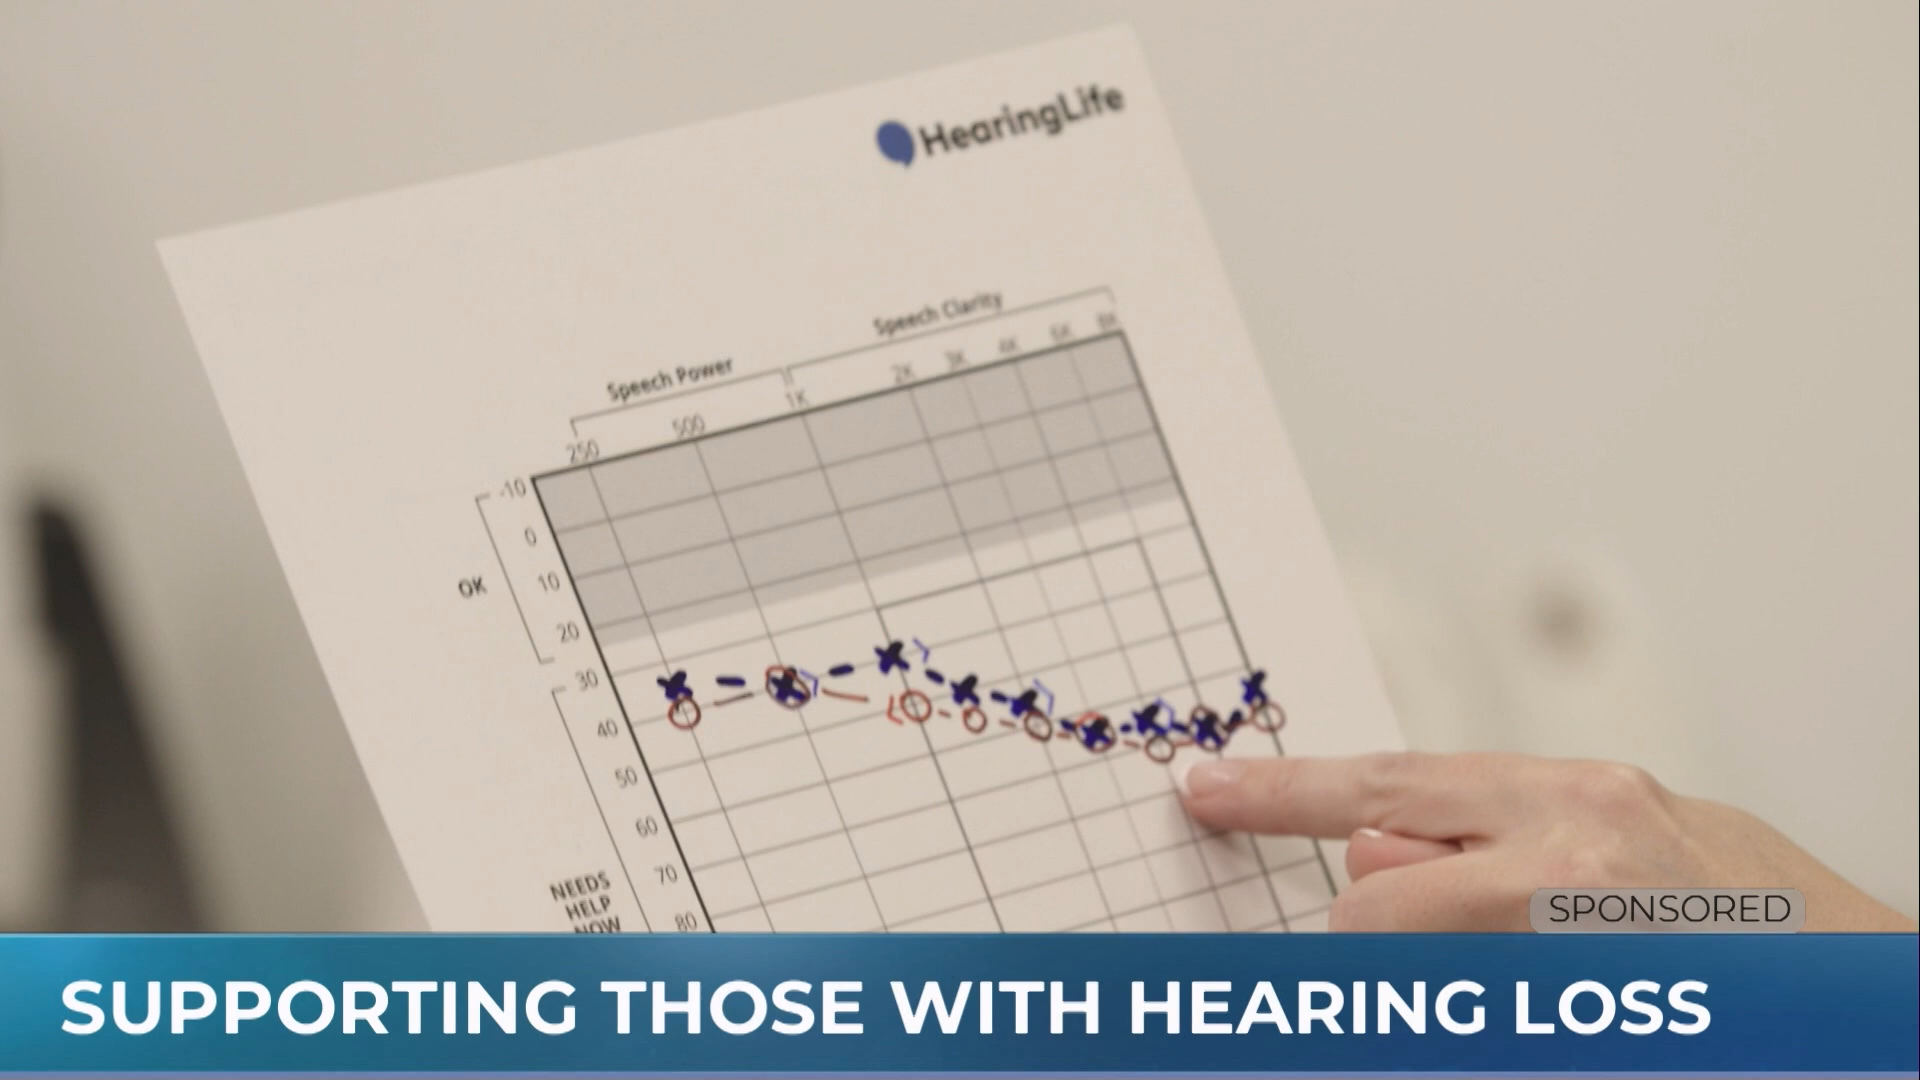 HearingLife
Speech Power
Speech Clarity
250
500
1K
2K
3K
4K
6K
8K
-10
0
10
20
30
40
50
60
70
80
OK
NEEDS
HELP
NOW
SPONSORED
SUPPORTING THOSE WITH HEARING LOSS